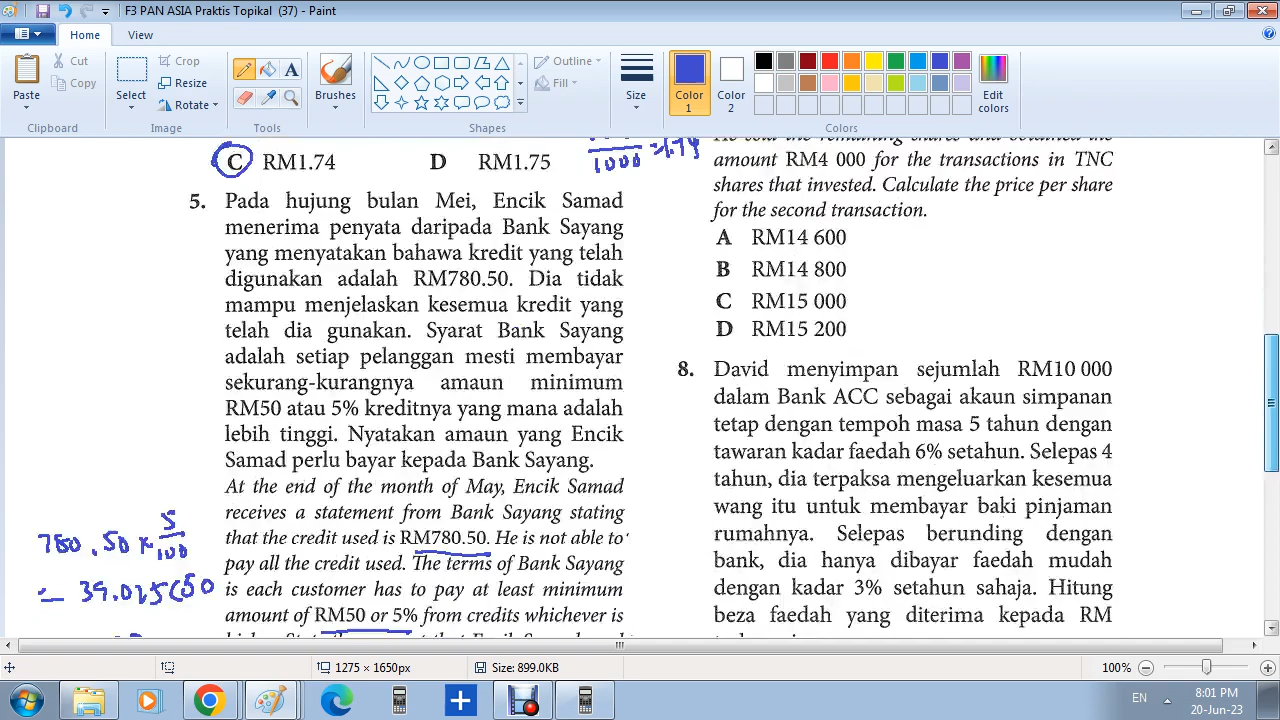 F3 PAN ASIA Praktis Topikal (37) - Paint
Home
View
Paste
Cut
Copy
Clipboard
Select
Crop
Resize
Rotate
Image
Tools
Brushes
Shapes
Outline
Fill
Size
Color 1
Color 2
Edit colors
Colors
C RM1.74 D RM1.75
1000 =1.74
5. Pada hujung bulan Mei, Encik Samad
menerima penyata daripada Bank Sayang
yang menyatakan bahawa kredit yang telah
digunakan adalah RM780.50. Dia tidak
mampu menjelaskan kesemua kredit yang
telah dia gunakan. Syarat Bank Sayang
adalah setiap pelanggan mesti membayar
sekurang-kurangnya amaun minimum
RM50 atau 5% kreditnya yang mana adalah
lebih tinggi. Nyatakan amaun yang Encik
Samad perlu bayar kepada Bank Sayang.
At the end of the month of May, Encik Samad
receives a statement from Bank Sayang stating
that the credit used is RM780.50. He is not able to
pay all the credit used. The terms of Bank Sayang
is each customer has to pay at least minimum
amount of RM50 or 5% from credits whichever is
780.50 × 5/100
= 39.025 < 50
He sold the remaining shares and obtained the
amount RM4 000 for the transactions in TNC
shares that invested. Calculate the price per share
for the second transaction.
A RM14 600
B RM14 800
C RM15 000
D RM15 200
8. David menyimpan sejumlah RM10 000
dalam Bank ACC sebagai akaun simpanan
tetap dengan tempoh masa 5 tahun dengan
tawaran kadar faedah 6% setahun. Selepas 4
tahun, dia terpaksa mengeluarkan kesemua
wang itu untuk membayar baki pinjaman
rumahnya. Selepas berunding dengan
bank, dia hanya dibayar faedah mudah
dengan kadar 3% setahun sahaja. Hitung
beza faedah yang diterima kepada RM
1275 × 1650px
Size: 899.0KB
100%
EN
8:01 PM
20-Jun-23